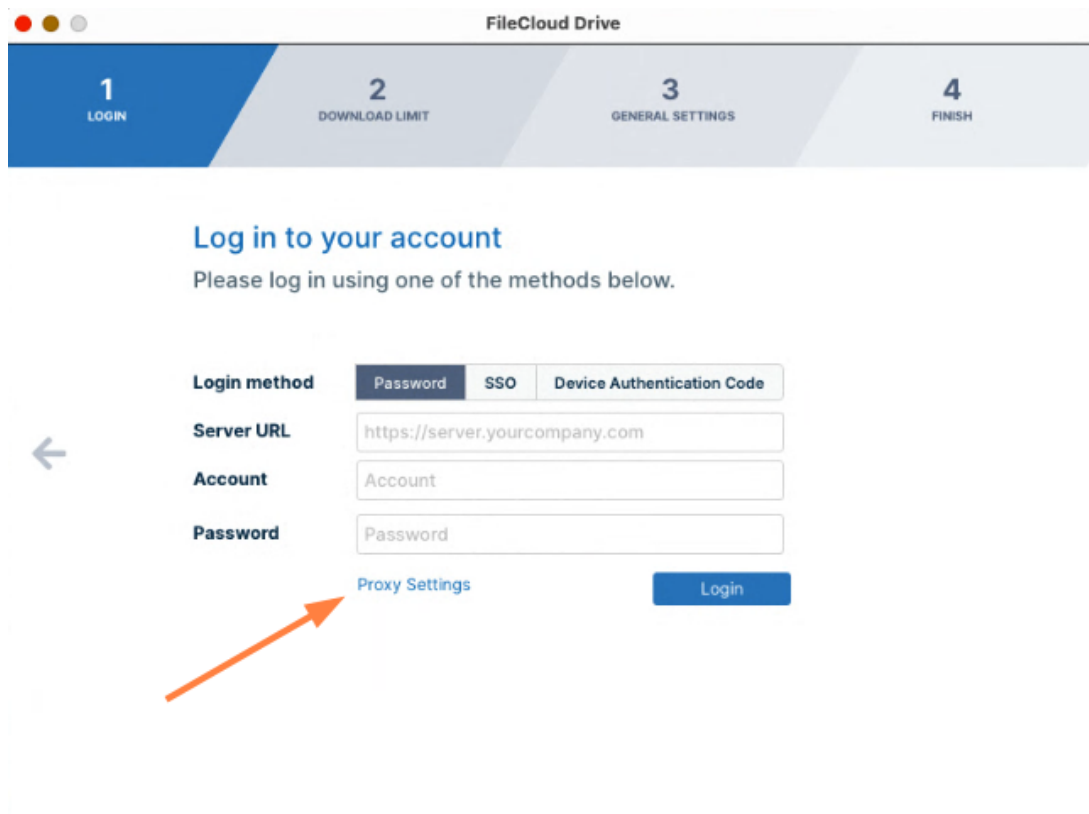 FileCloud Drive
1
LOGIN
2
DOWNLOAD LIMIT
3
GENERAL SETTINGS
4
FINISH
Log in to your account
Please log in using one of the methods below.
Login method Password SSO Device Authentication Code
Server URL https://server.yourcompany.com
Account Account
Password Password
Proxy Settings Login